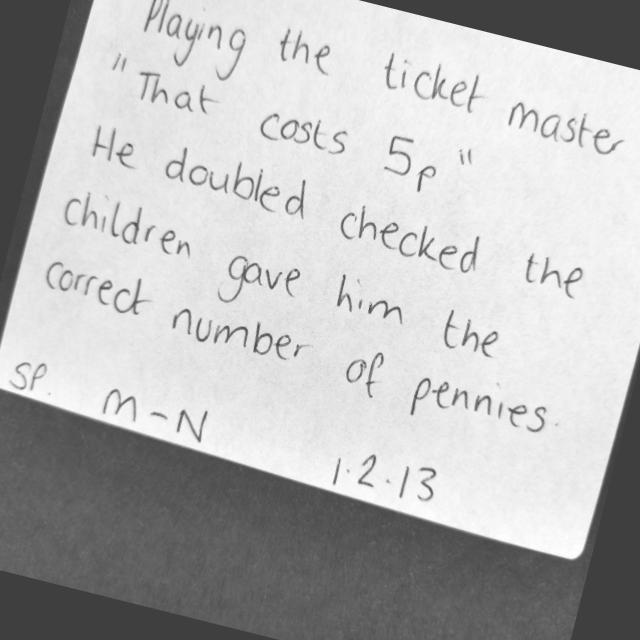 Playing the ticket master
"That costs 5p"
He doubled checked the
children gave him the
correct number of pennies.
SP. M-N 1.2.13